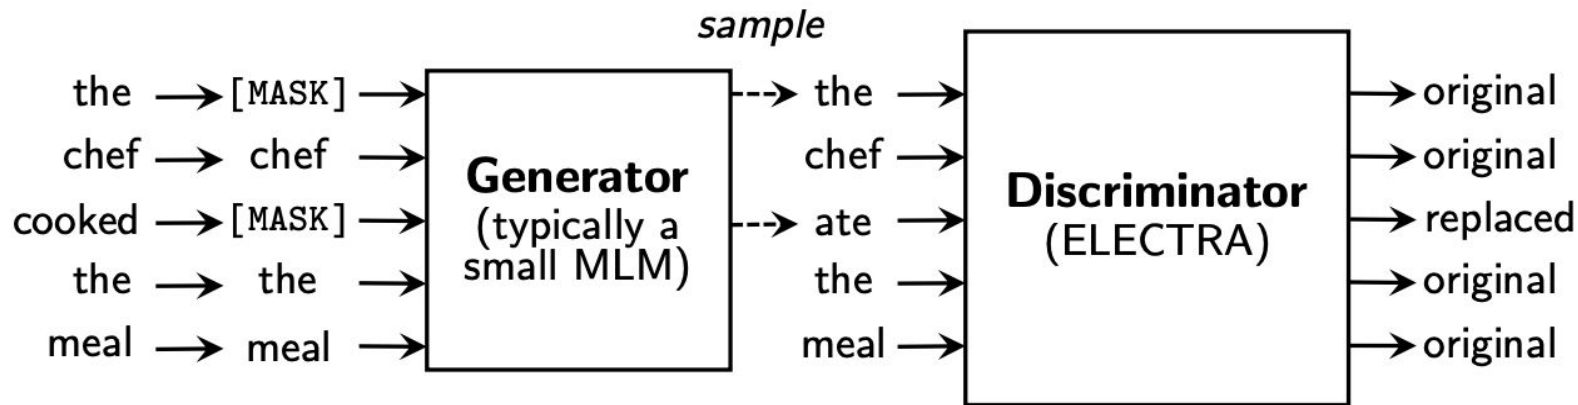 sample
the [MASK] the original
chef chef chef original
cooked [MASK] ate replaced
the the the original
meal meal meal original
Generator
(typically a
small MLM)
Discriminator
(ELECTRA)